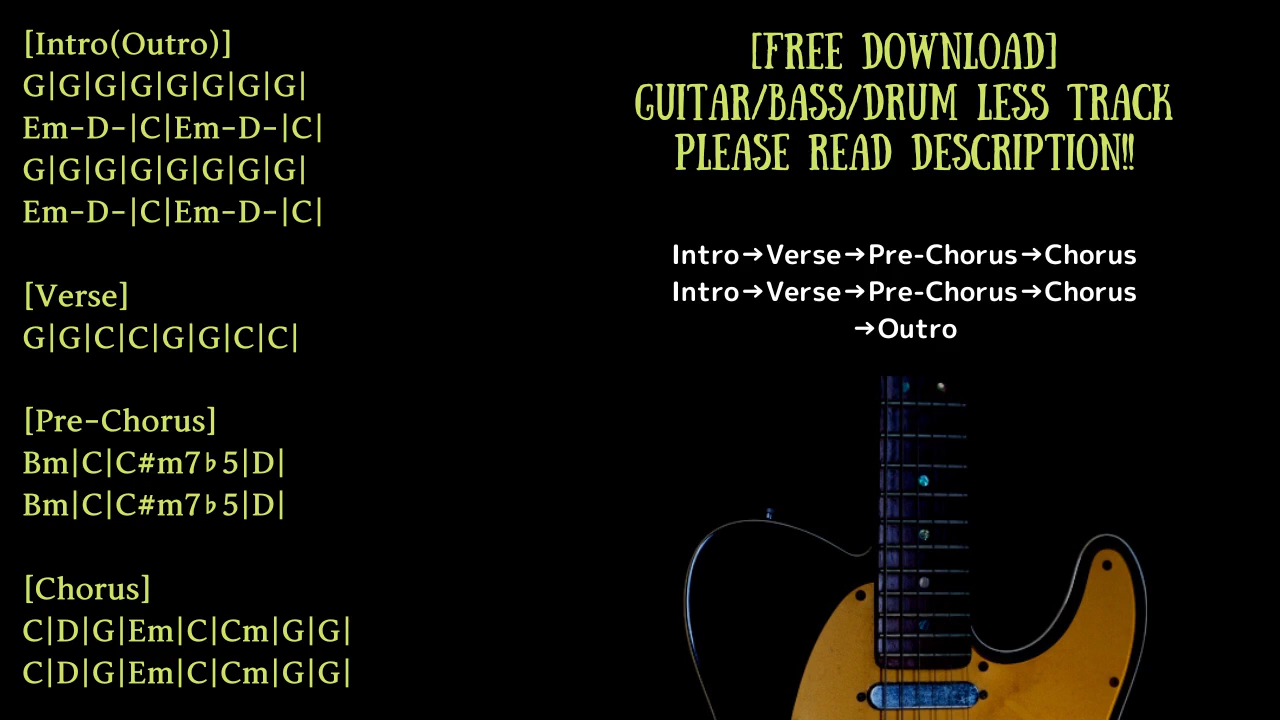 [Intro(Outro)]
G|G|G|G|G|G|G|G|
Em-D-|C|Em-D-|C|
G|G|G|G|G|G|G|G|
Em-D-|C|Em-D-|C|
[Verse]
G|G|C|C|G|G|C|C|
[Pre-Chorus]
Bm|C|C#m7♭5|D|
Bm|C|C#m7♭5|D|
[Chorus]
C|D|G|Em|C|Cm|G|G|
C|D|G|Em|C|Cm|G|G|
[FREE DOWNLOAD]
GUITAR/BASS/DRUM LESS TRACK
PLEASE READ DESCRIPTION!!
Intro→Verse→Pre-Chorus→Chorus
Intro→Verse→Pre-Chorus→Chorus
→Outro